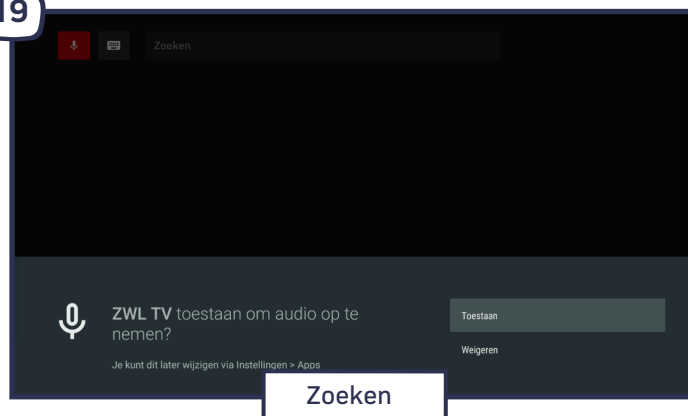 19
Zoeken
ZWL TV toestaan om audio op te
nemen?
Je kunt dit later wijzigen via Instellingen > Apps
Toestaan
Weigeren
Zoeken